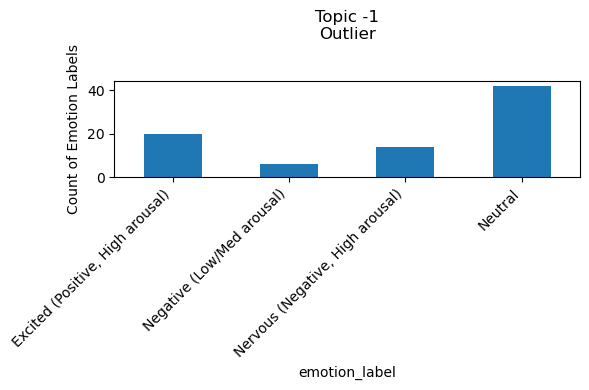 Topic -1
Outlier
Count of Emotion Labels
40
20
0
Excited (Positive, High arousal)
Negative (Low/Med arousal)
Nervous (Negative, High arousal)
Neutral
emotion_label